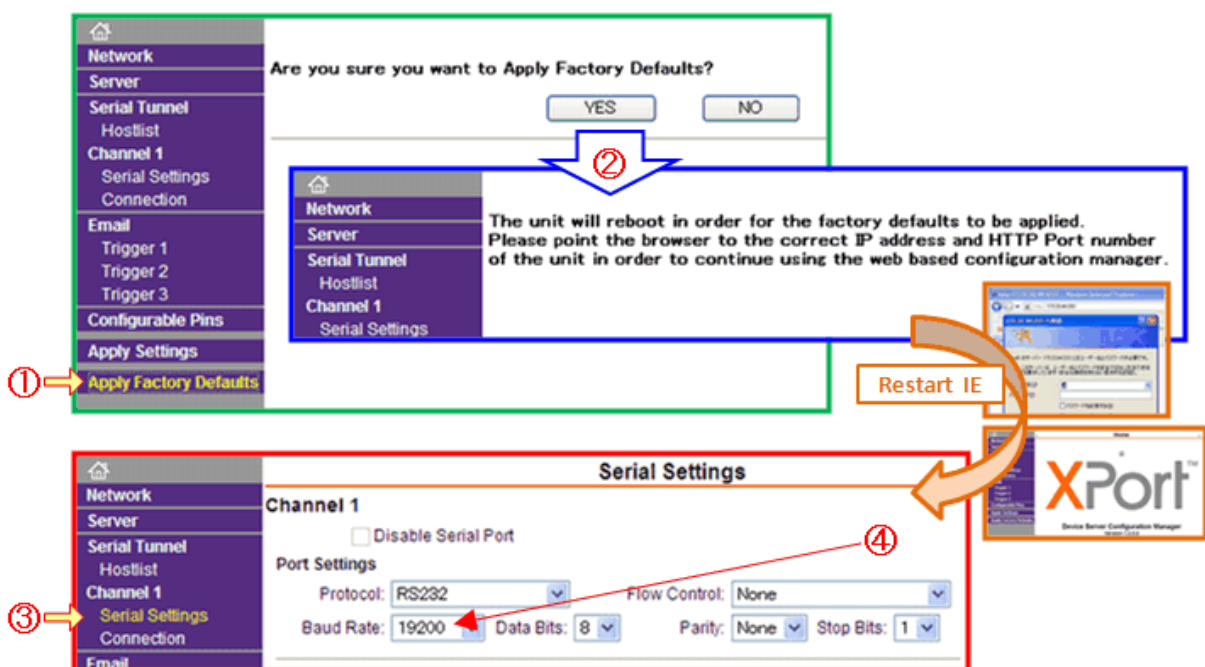 Network
Server
Serial Tunnel
Hostlist
Channel 1
Serial Settings
Connection
Email
Trigger 1
Trigger 2
Trigger 3
Configurable Pins
Apply Settings
① Apply Factory Defaults
Are you sure you want to Apply Factory Defaults?
YES NO
②
Network
Server
Serial Tunnel
Hostlist
Channel 1
Serial Settings
The unit will reboot in order for the factory defaults to be applied.
Please point the browser to the correct IP address and HTTP Port number
of the unit in order to continue using the web based configuration manager.
Restart IE
Home
XPort™
Device Server Configuration Manager
Network
Server
Serial Tunnel
Hostlist
Channel 1
③ Serial Settings
Connection
Email
Serial Settings
Channel 1
Disable Serial Port
④
Port Settings
Protocol: RS232 Flow Control: None
Baud Rate: 19200 Data Bits: 8 Parity: None Stop Bits: 1